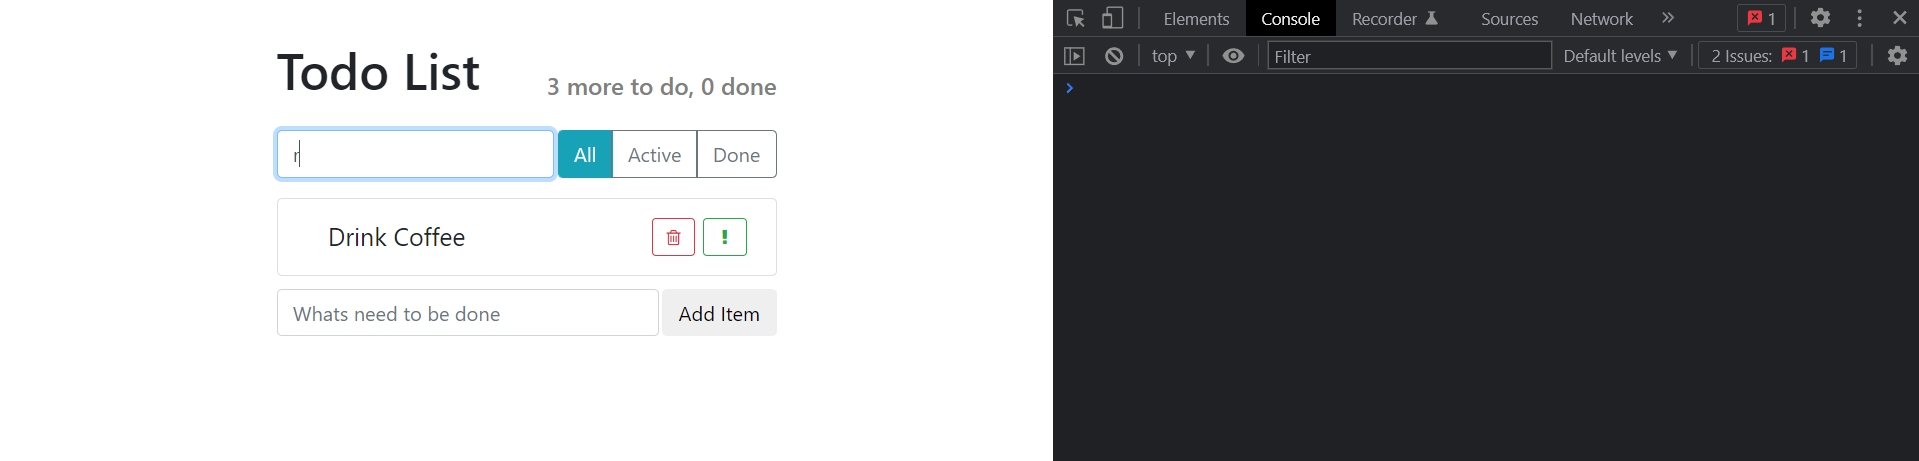 Todo List
3 more to do, 0 done
r
All
Active
Done
Drink Coffee
Whats need to be done
Add Item
Elements
Console
Recorder
Sources
Network
1
top
Filter
Default levels
2 Issues:
1
1